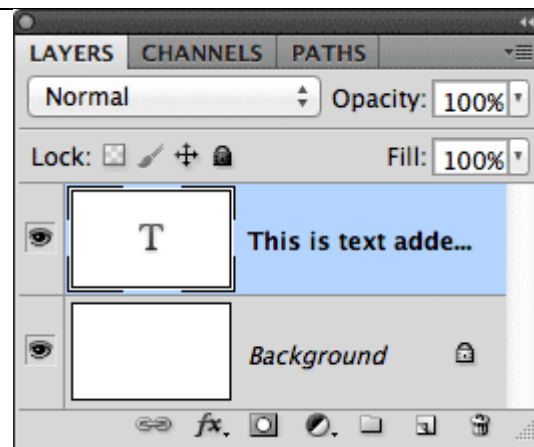 LAYERS CHANNELS PATHS
Normal Opacity: 100%
Lock: Fill: 100%
T This is text adde...
Background
fx.